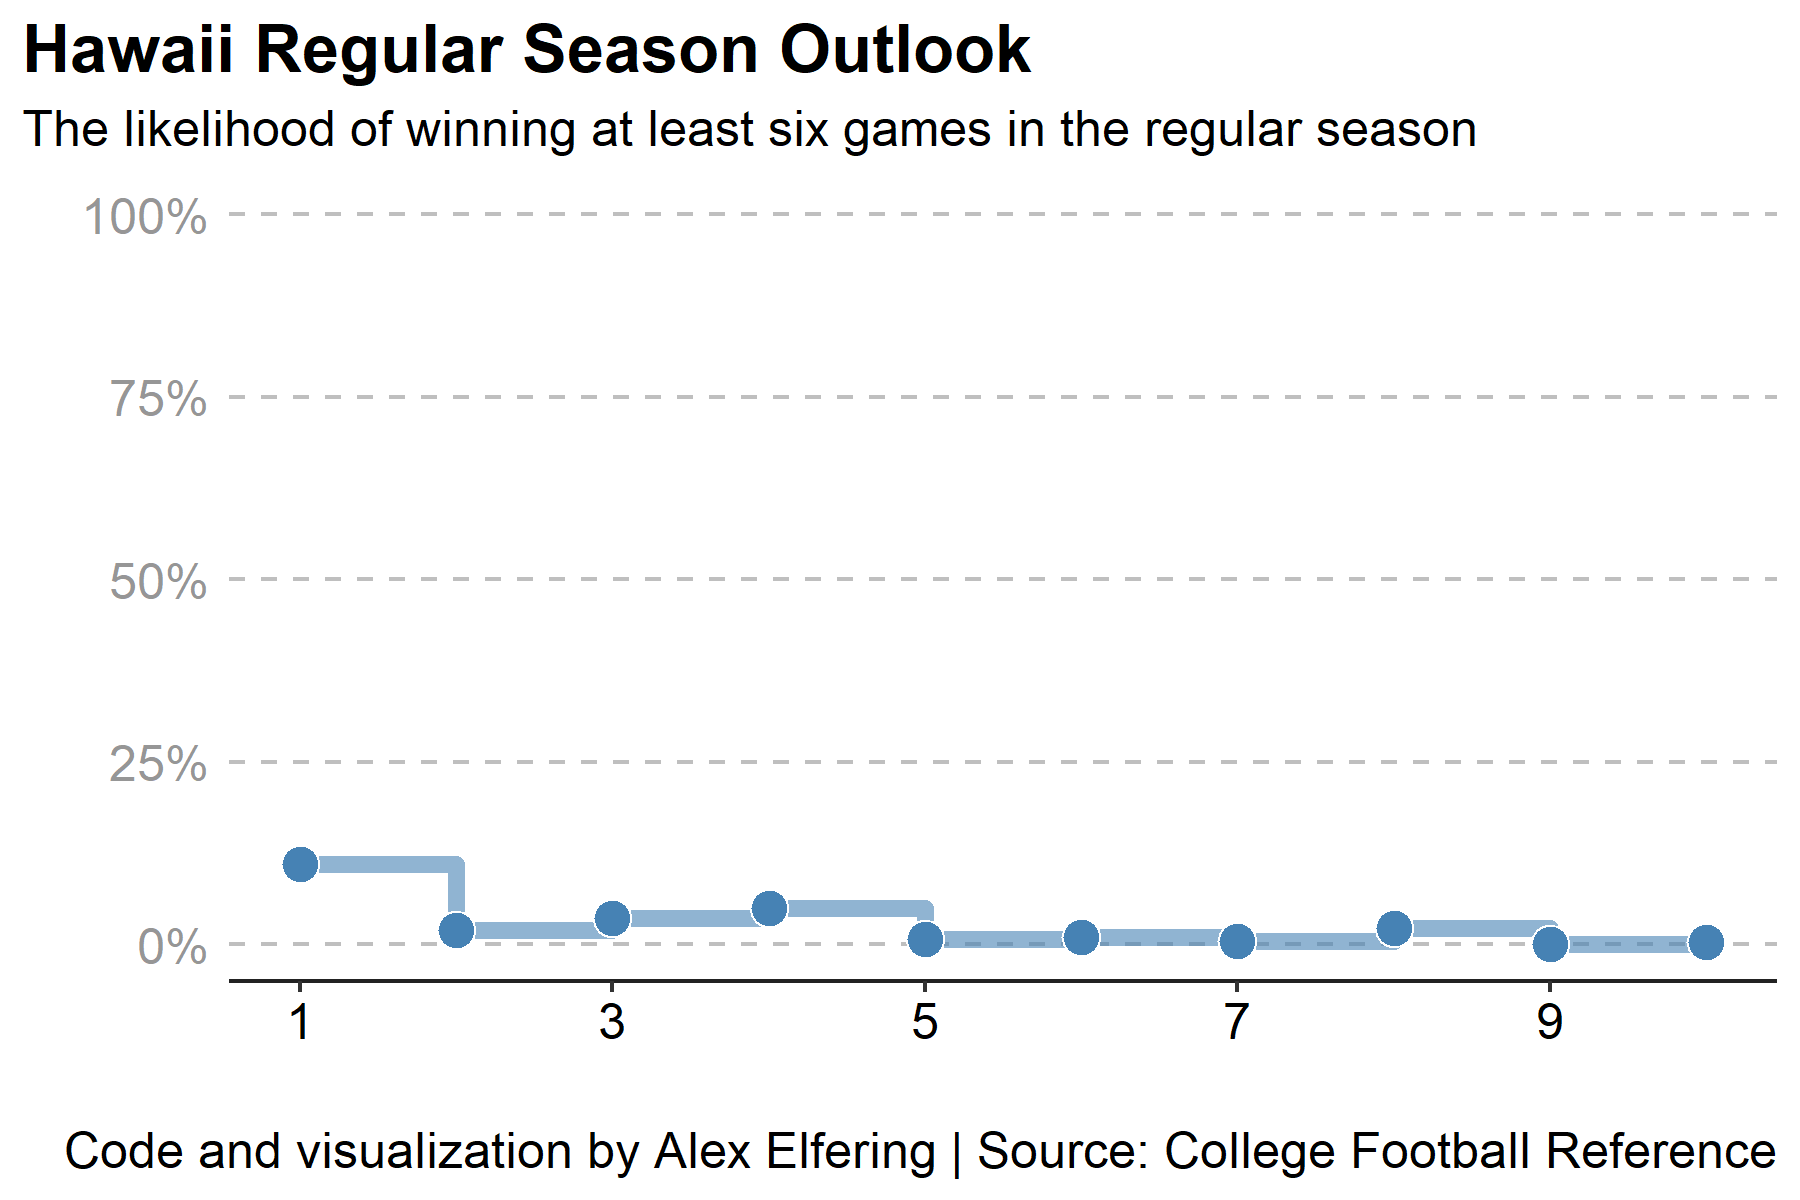 Hawaii Regular Season Outlook
The likelihood of winning at least six games in the regular season
100%
75%
50%
25%
0%
1 3 5 7 9
Code and visualization by Alex Elfering | Source: College Football Reference